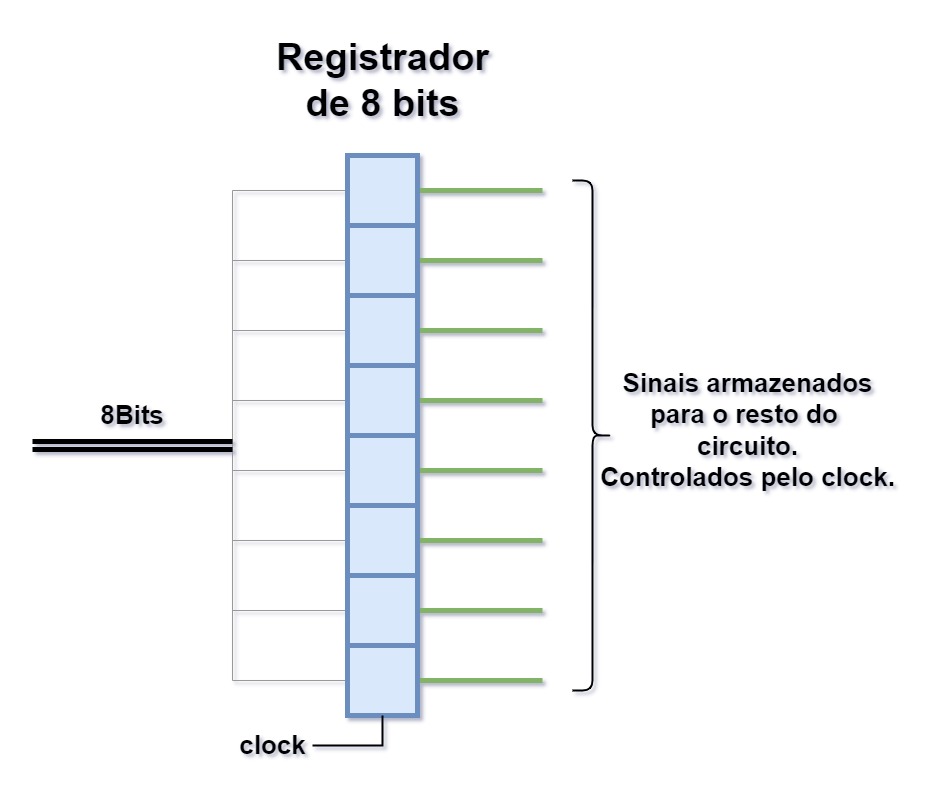 Registrador
de 8 bits
8Bits
Sinais armazenados
para o resto do
circuito.
Controlados pelo clock.
clock